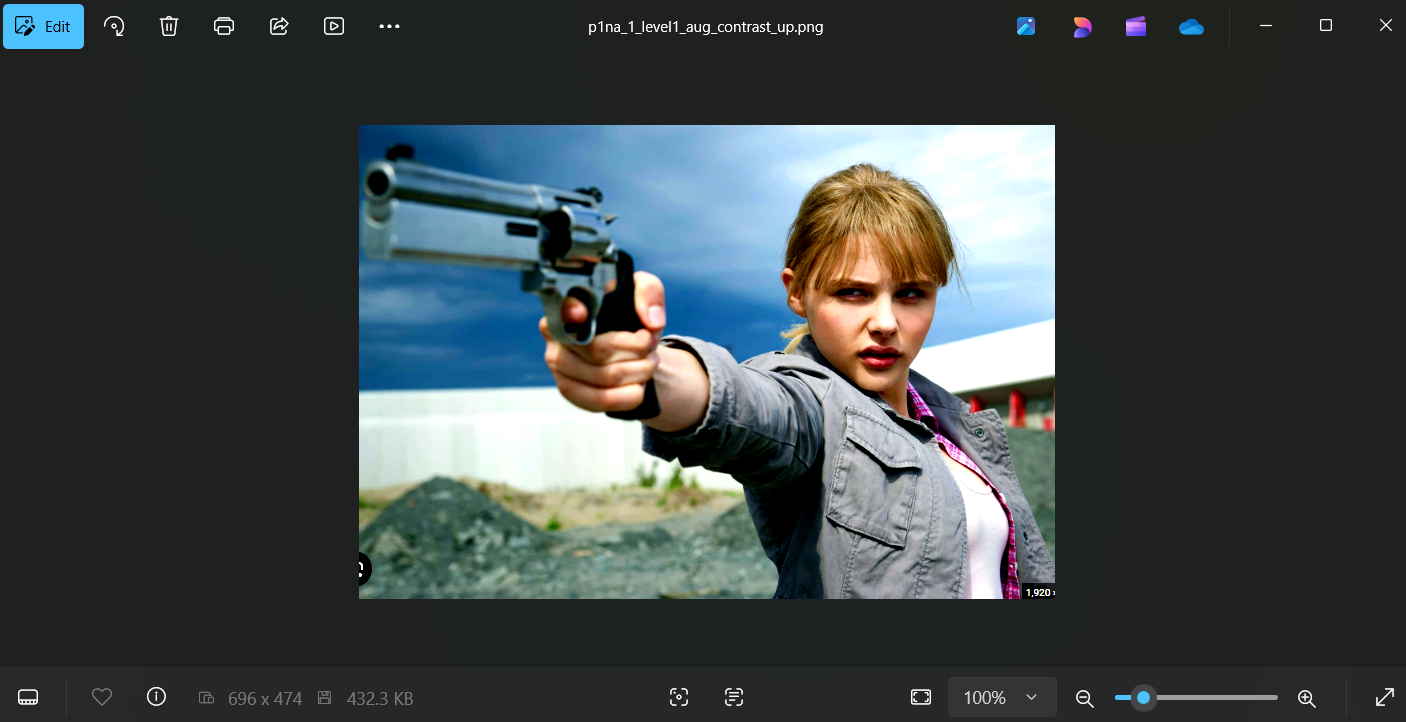 Edit
p1na_1_level1_aug_contrast_up.png
1,920
696 x 474
432.3 KB
100%